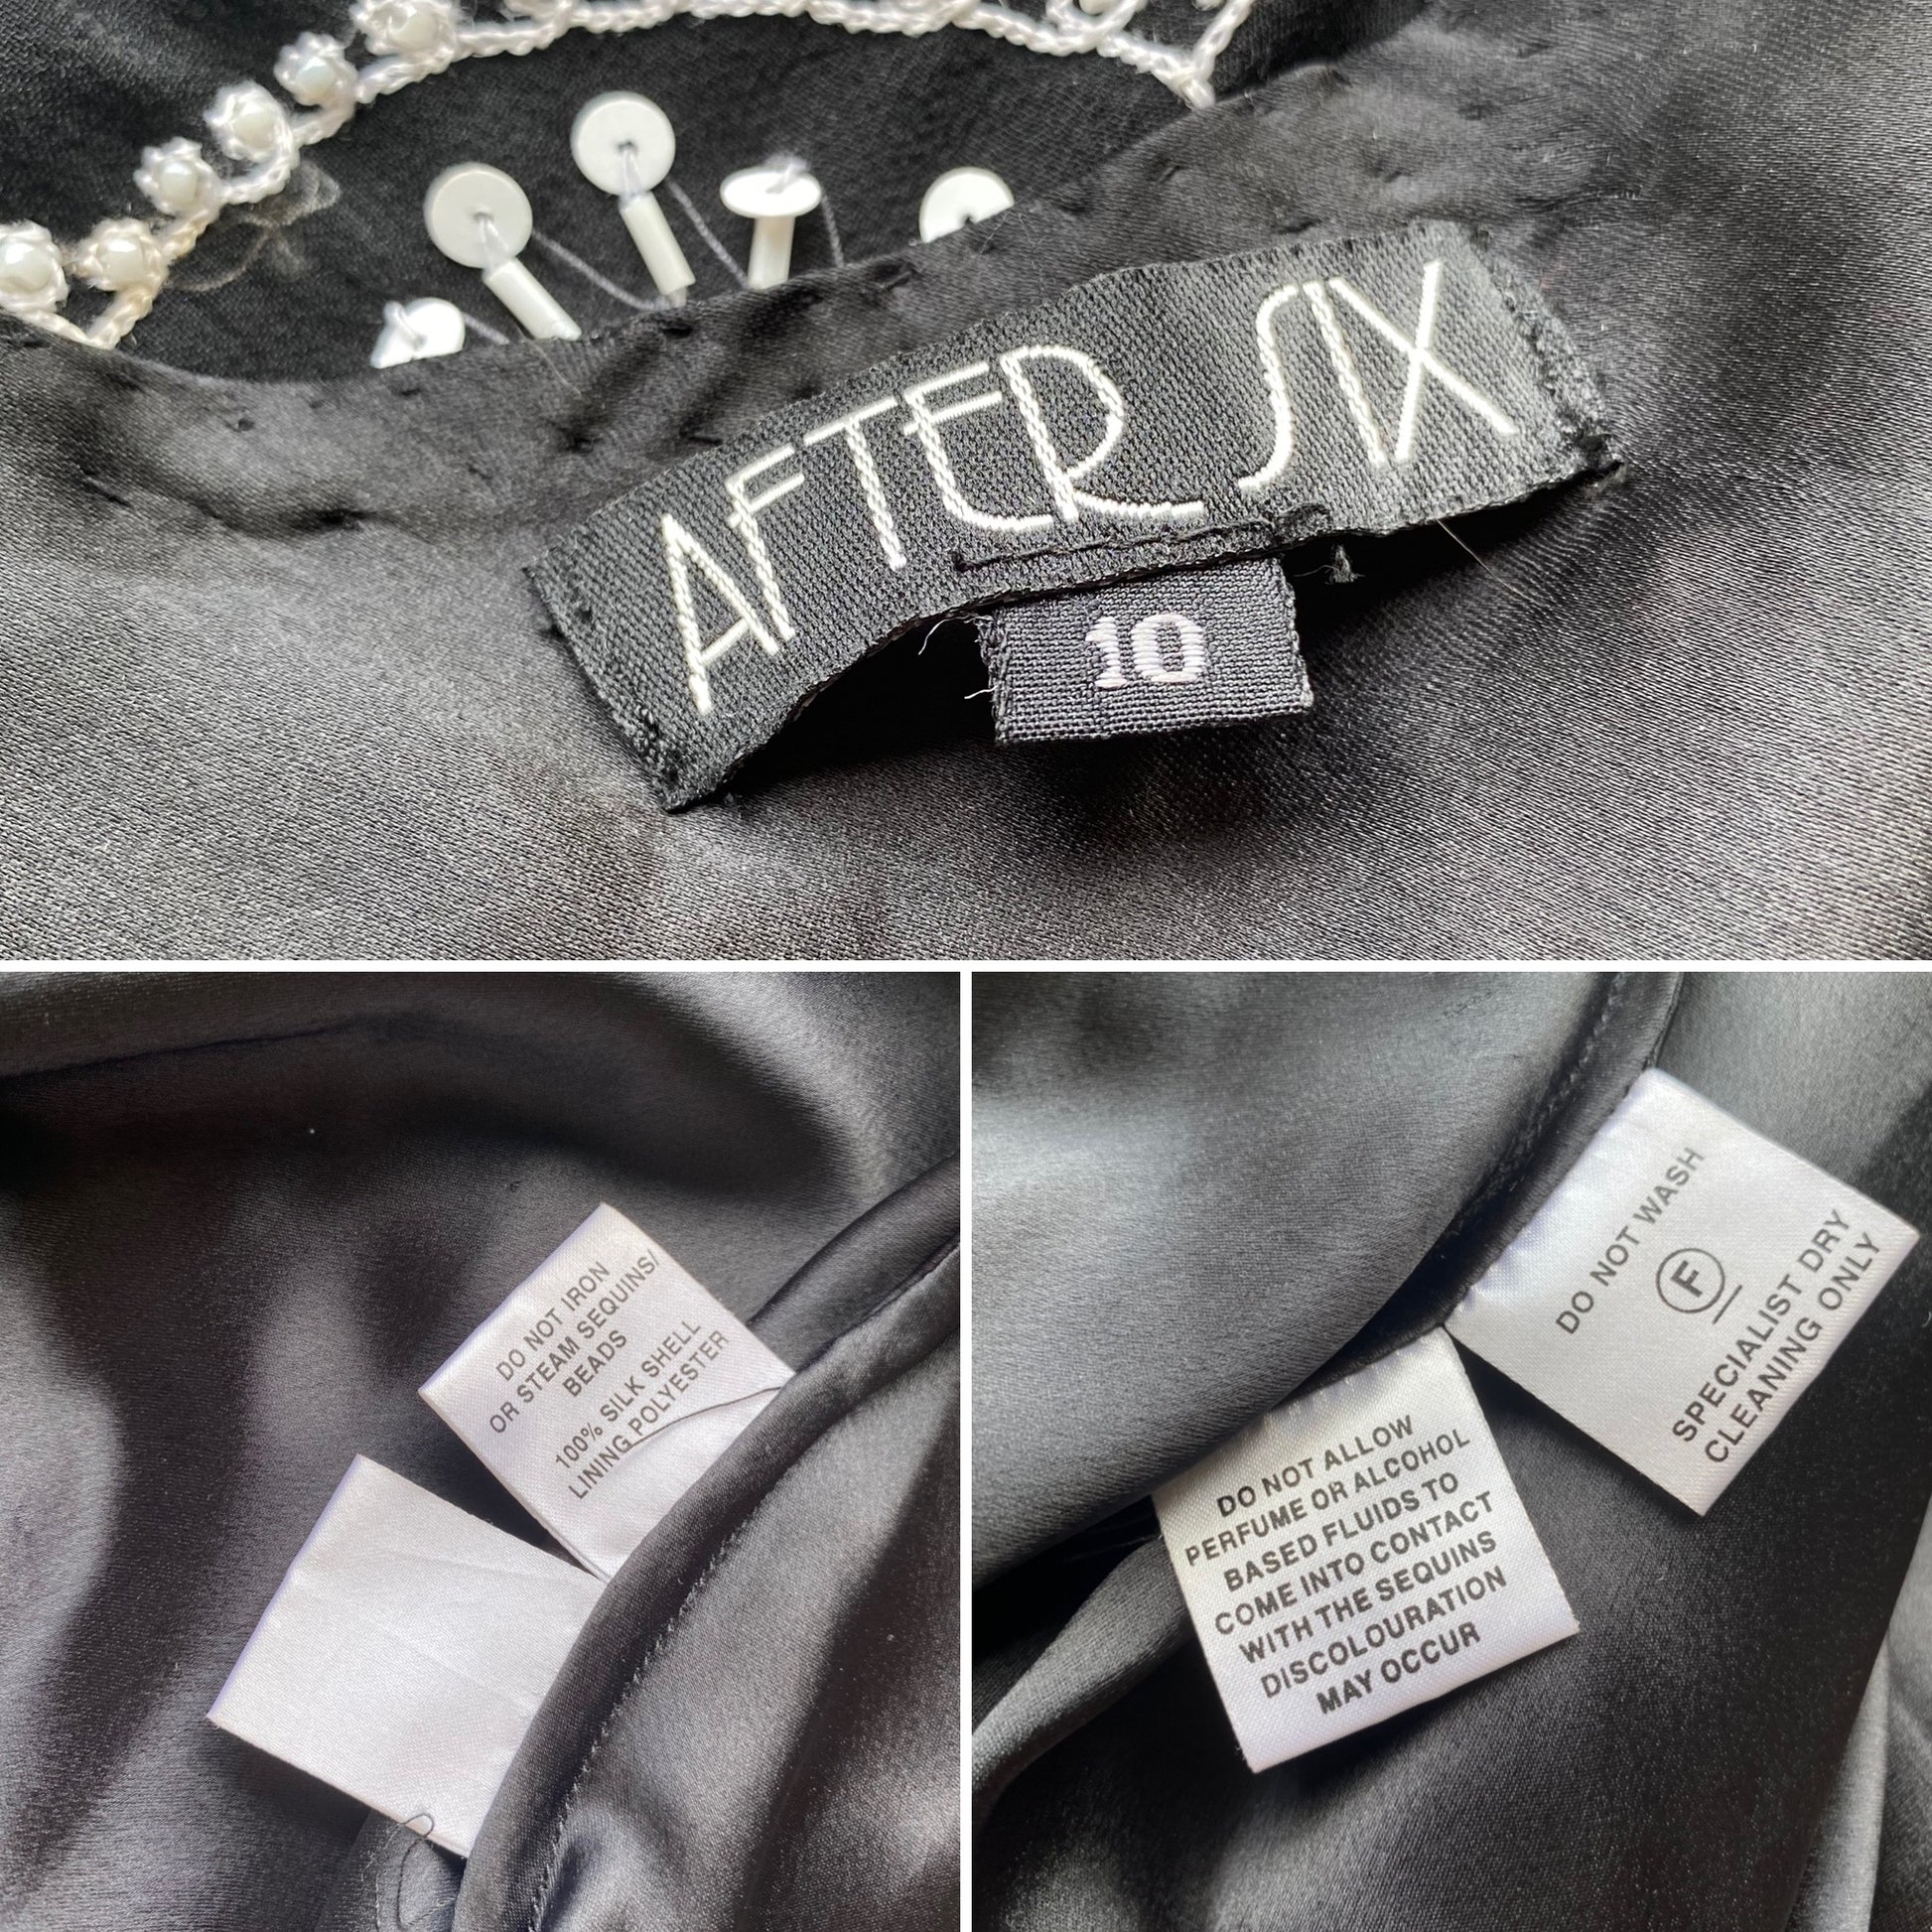 AFTER SIX
10
DO NOT IRON
OR STEAM SEQUINS/
BEADS
100% SILK SHELL
LINING POLYESTER
DO NOT WASH
F
SPECIALIST DRY
CLEANING ONLY
DO NOT ALLOW
PERFUME OR ALCOHOL
BASED FLUIDS TO
COME INTO CONTACT
WITH THE SEQUINS
DISCOLOURATION
MAY OCCUR